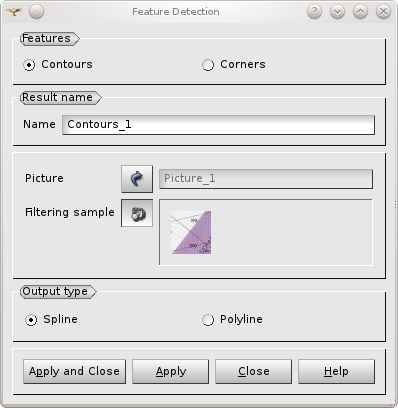 Feature Detection
Features
Contours Corners
Result name
Name Contours_1
Picture Picture_1
Filtering sample
Output type
Spline Polyline
Apply and Close Apply Close Help